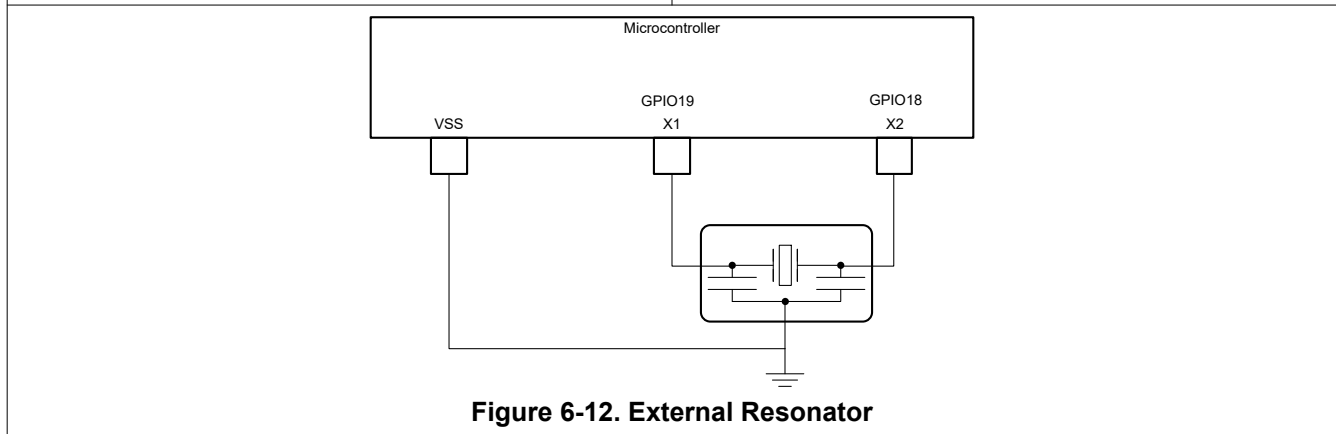 Microcontroller
GPIO19
GPIO18
VSS
X1
X2
Figure 6-12. External Resonator